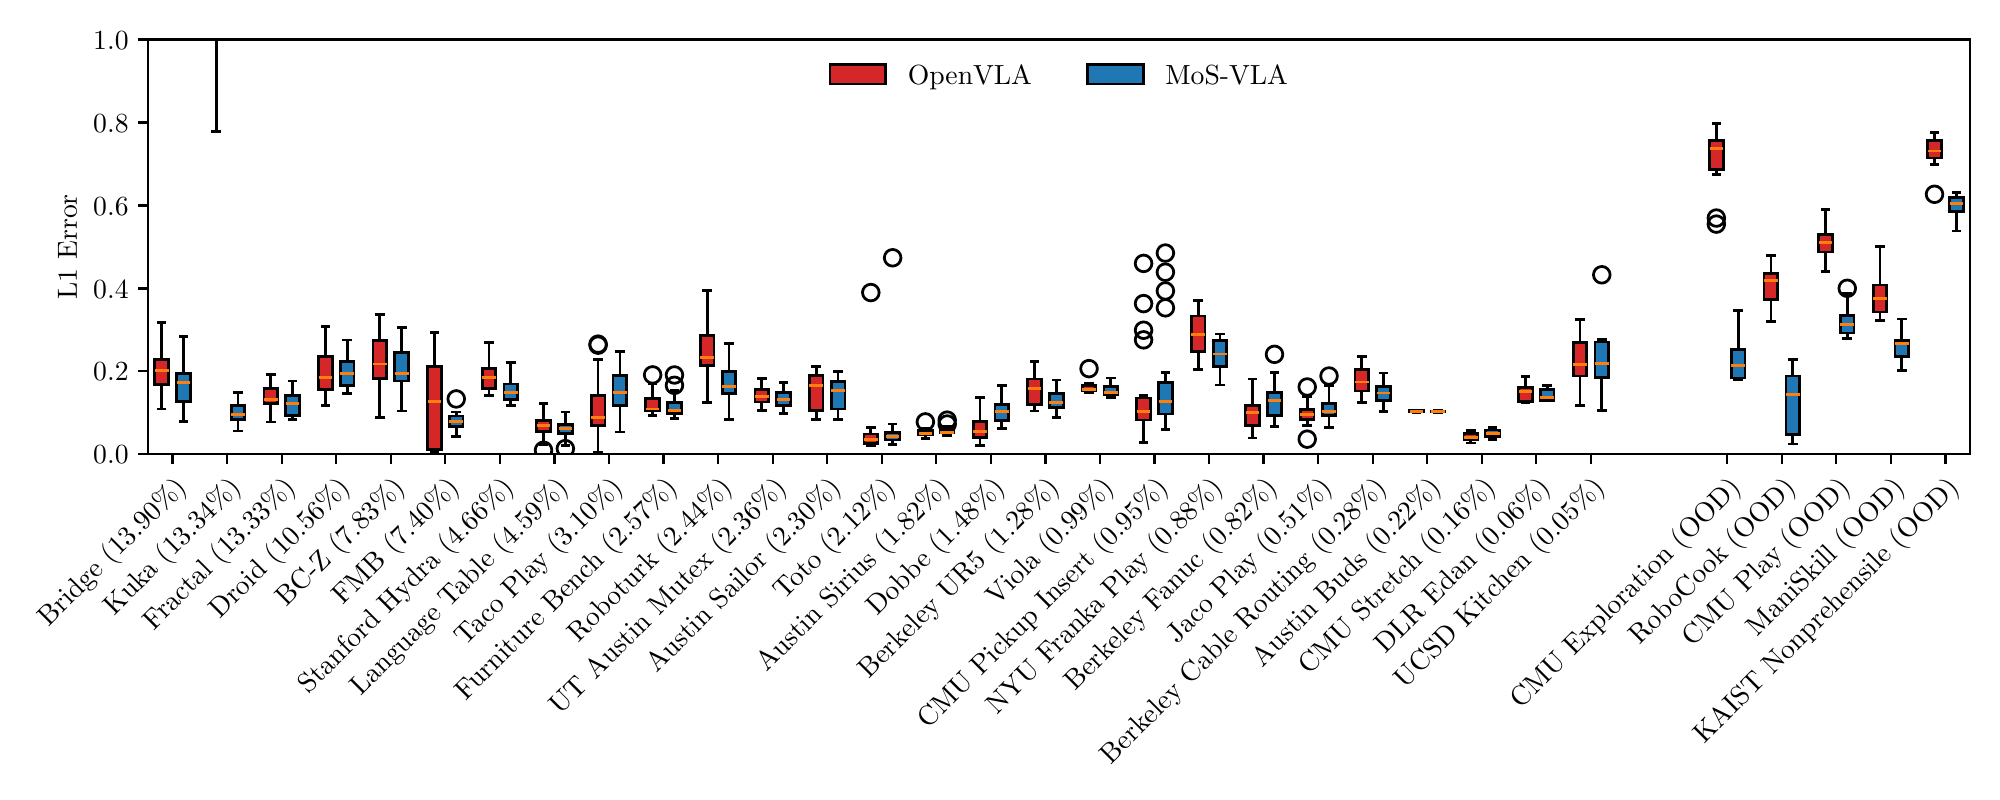 OpenVLA
MoS-VLA
L1 Error
1.0
0.8
0.6
0.4
0.2
0.0
Bridge (13.90%)
Kuka (13.34%)
Fractal (13.33%)
Droid (10.56%)
BC-Z (7.83%)
FMB (7.40%)
Stanford Hydra (4.66%)
Language Table (4.59%)
Taco Play (3.10%)
Furniture Bench (2.57%)
Roboturk (2.44%)
UT Austin Mutex (2.36%)
Austin Sailor (2.30%)
Toto (2.12%)
Austin Sirius (1.82%)
Dobbe (1.48%)
Berkeley UR5 (1.28%)
Viola (0.99%)
CMU Pickup Insert (0.95%)
NYU Franka Play (0.88%)
Berkeley Fanuc (0.82%)
Jaco Play (0.51%)
Berkeley Cable Routing (0.28%)
Austin Buds (0.22%)
CMU Stretch (0.16%)
DLR Edan (0.06%)
UCSD Kitchen (0.05%)
CMU Exploration (OOD)
RoboCook (OOD)
CMU Play (OOD)
ManiSkill (OOD)
KAIST Nonprehensile (OOD)